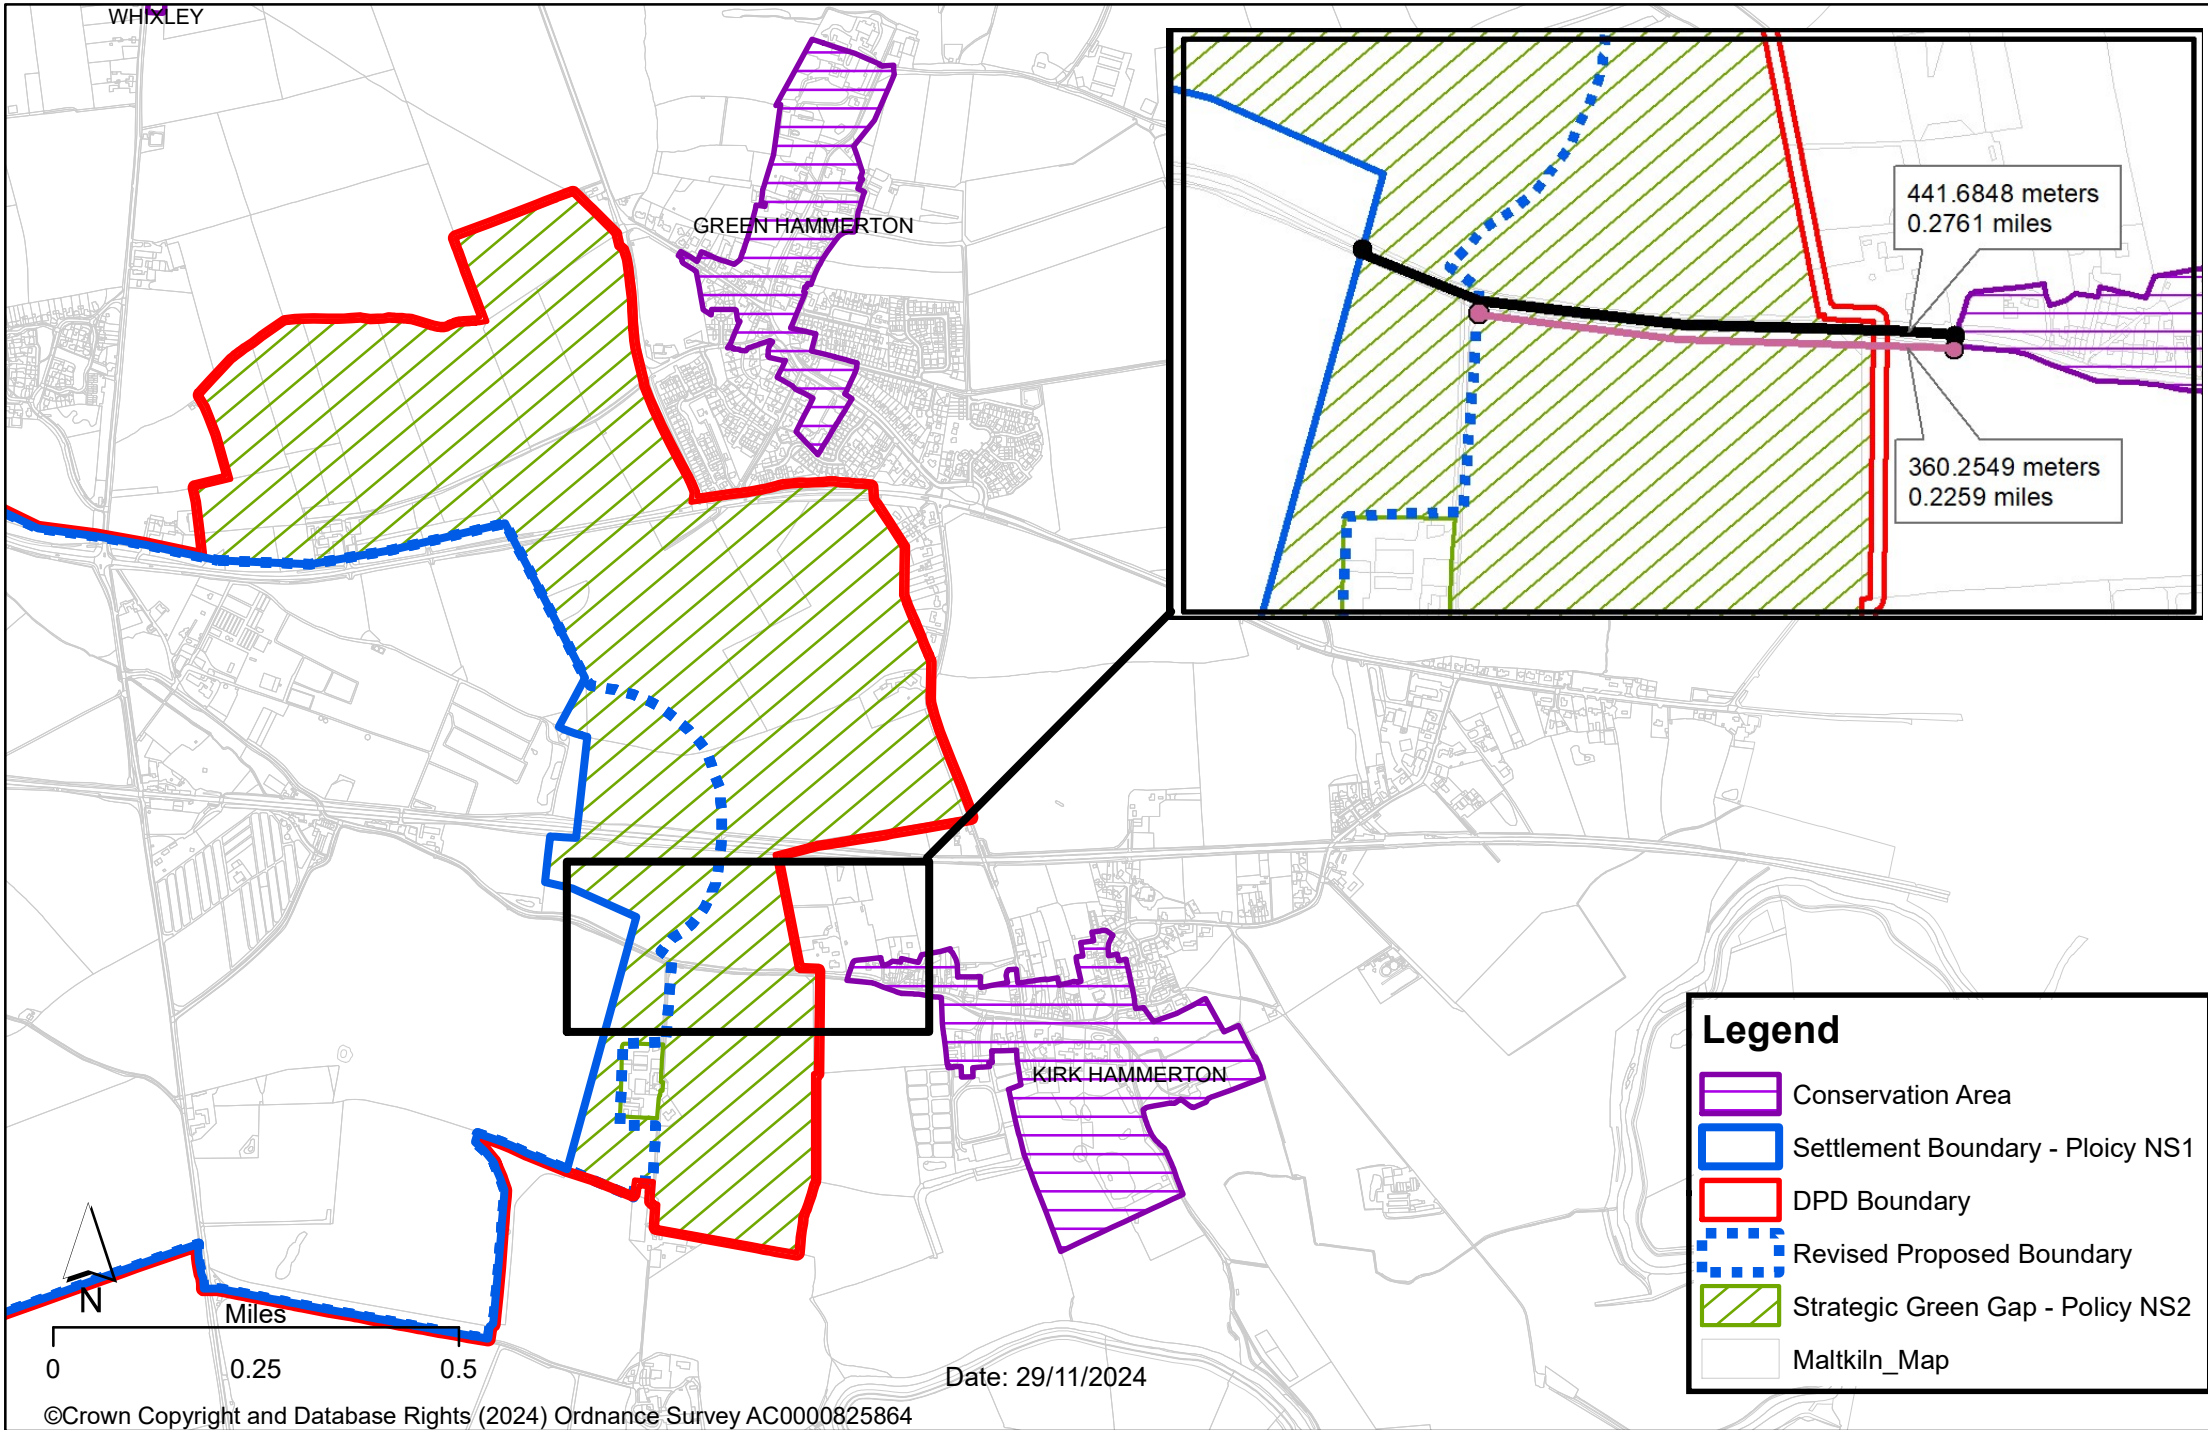 WHIXLEY
GREEN HAMMERTON
441.6848 meters
0.2761 miles
360.2549 meters
0.2259 miles
KIRK HAMMERTON
Legend
Conservation Area
Settlement Boundary - Ploicy NS1
DPD Boundary
Revised Proposed Boundary
Strategic Green Gap - Policy NS2
Maltkiln_Map
N
Miles
0 0.25 0.5
Date: 29/11/2024
©Crown Copyright and Database Rights (2024) Ordnance Survey AC0000825864